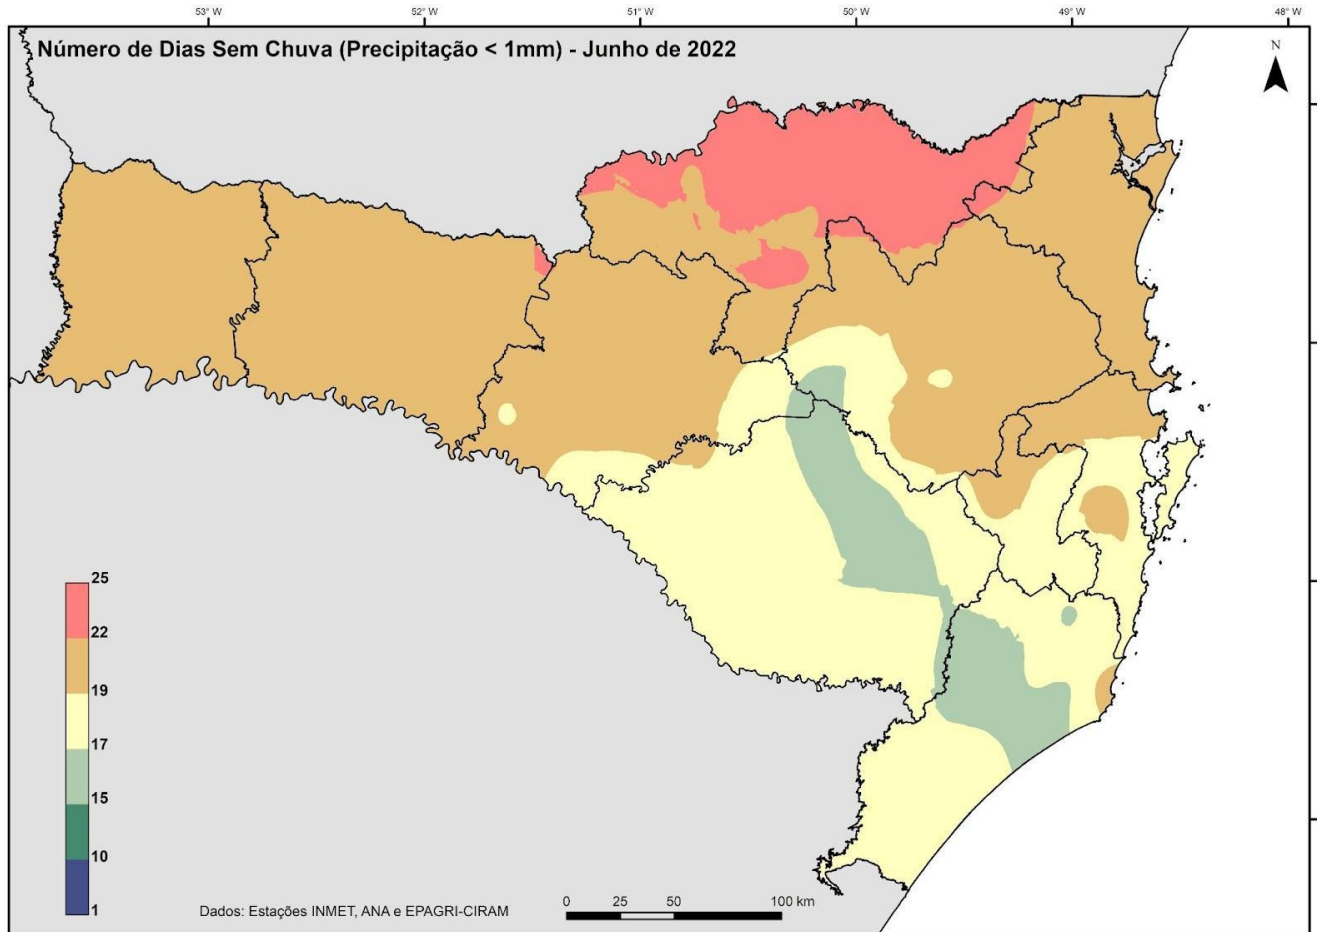 53° W 52° W 51° W 50° W 49° W 48° W
Número de Dias Sem Chuva (Precipitação < 1mm) - Junho de 2022
N
25
22
19
17
15
10
1
Dados: Estações INMET, ANA e EPAGRI-CIRAM
0 25 50 100 km